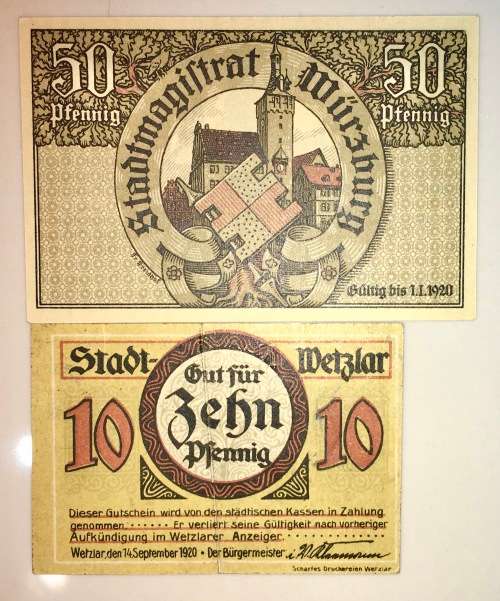 50 Pfennig
Stadtmagistrat Würzburg
50 Pfennig
Gültig bis 1.I.1920
Stadt- Wetzlar
10 Gut für 10
Zehn
Pfennig
Dieser Gutschein wird von den städtischen Kassen in Zahlung
genommen. · · · · · · Er verliert seine Gültigkeit nach vorheriger
Aufkündigung im Wetzlarer Anzeiger. · · · · · · · · · · · · ·
Wetzlar, den 14. September 1920 · Der Bürgermeister
Scharfes Druckereien Wetzlar